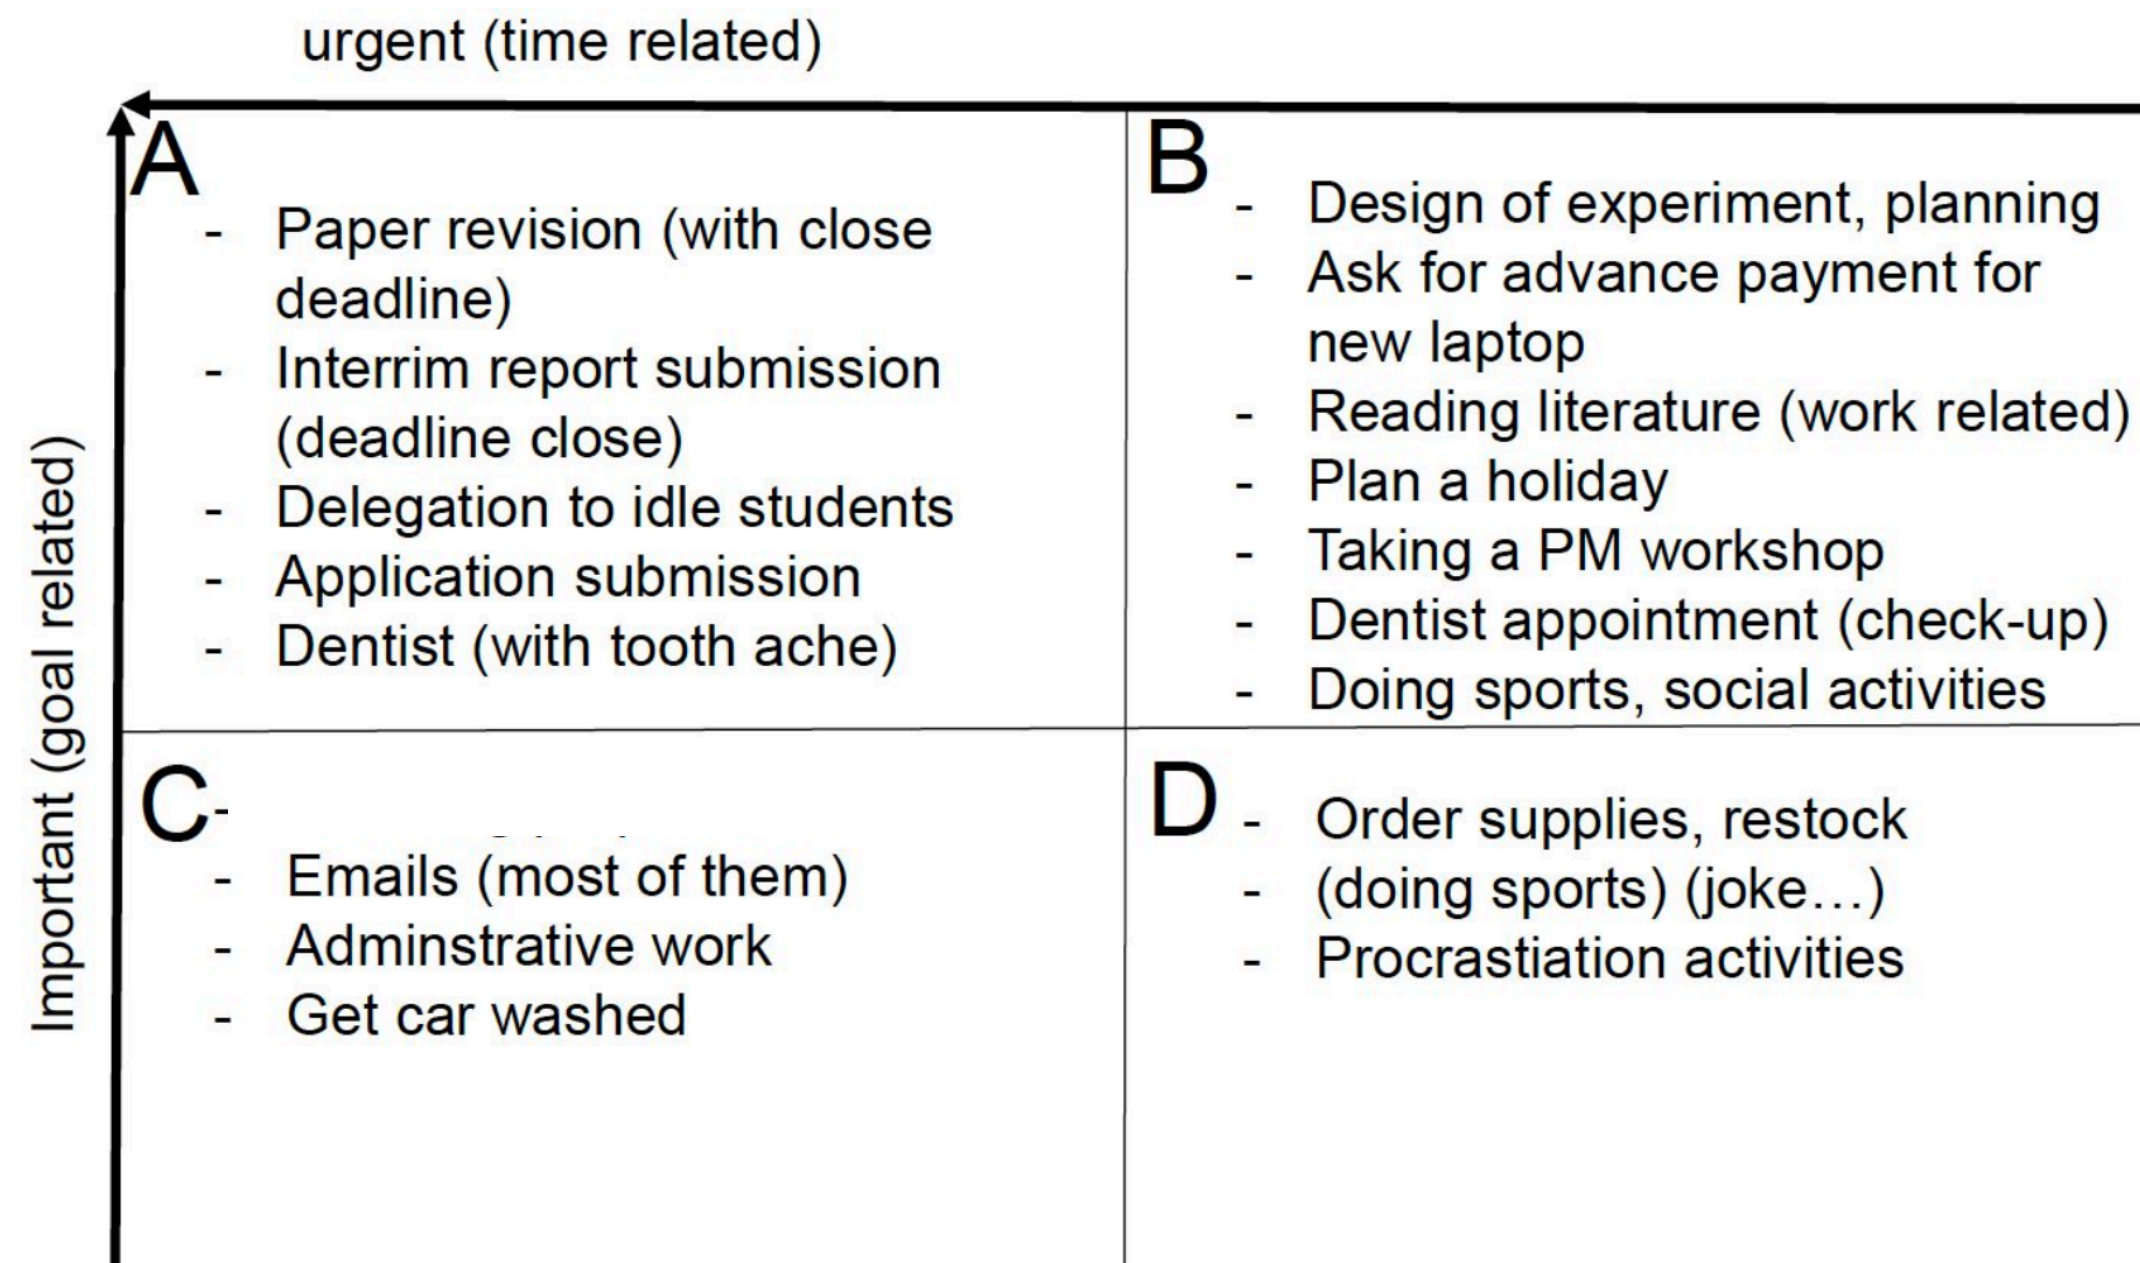 urgent (time related)
Important (goal related)
A
- Paper revision (with close
deadline)
- Interrim report submission
(deadline close)
- Delegation to idle students
- Application submission
- Dentist (with tooth ache)
B
- Design of experiment, planning
- Ask for advance payment for
new laptop
- Reading literature (work related)
- Plan a holiday
- Taking a PM workshop
- Dentist appointment (check-up)
- Doing sports, social activities
C
-
- Emails (most of them)
- Adminstrative work
- Get car washed
D
- Order supplies, restock
- (doing sports) (joke…)
- Procrastiation activities